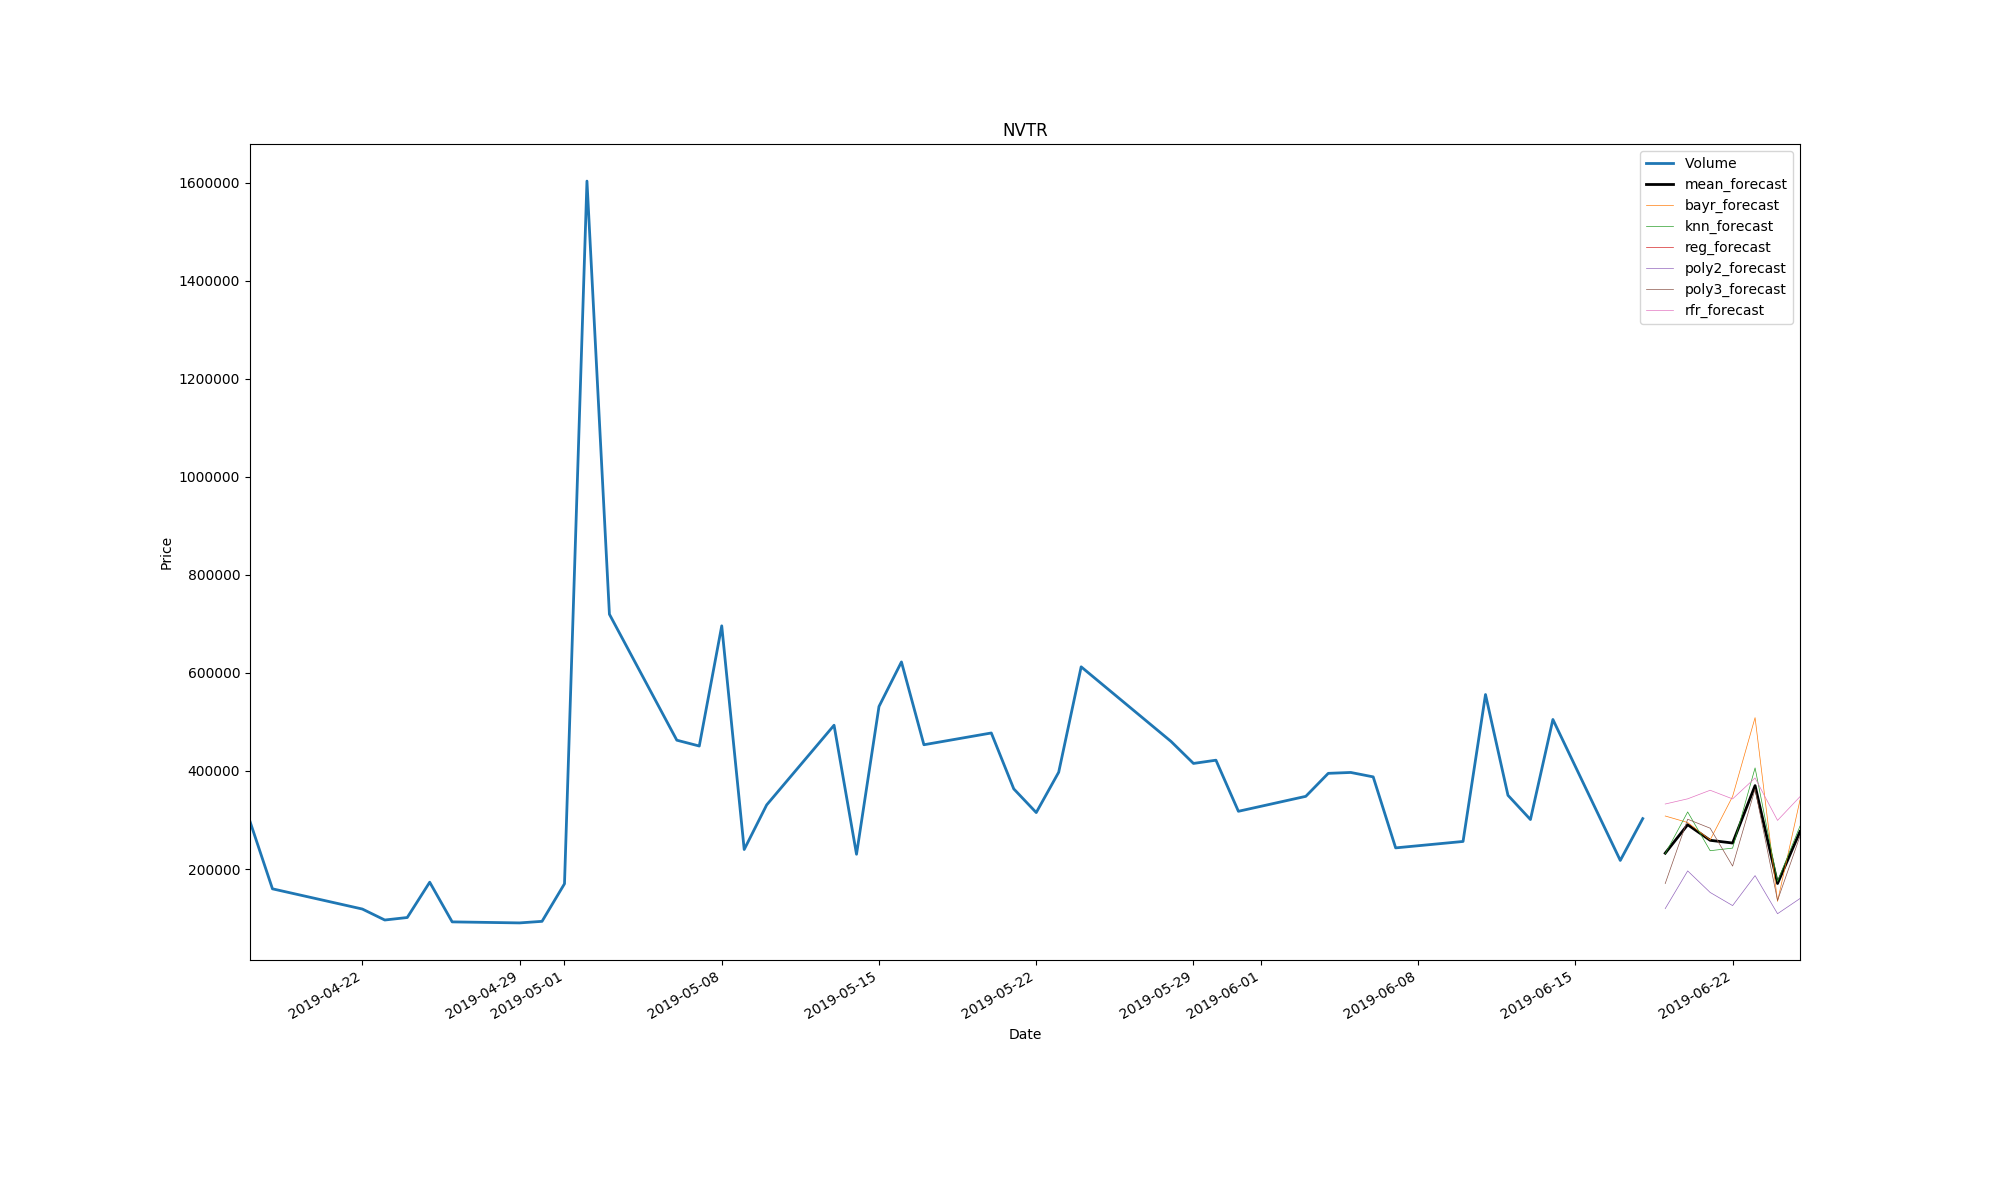 NVTR
Volume
mean_forecast
bayr_forecast
knn_forecast
reg_forecast
poly2_forecast
poly3_forecast
rfr_forecast
1600000
1400000
1200000
1000000
800000
600000
400000
200000
Price
2019-04-22
2019-04-29
2019-05-01
2019-05-08
2019-05-15
2019-05-22
2019-05-29
2019-06-01
2019-06-08
2019-06-15
2019-06-22
Date